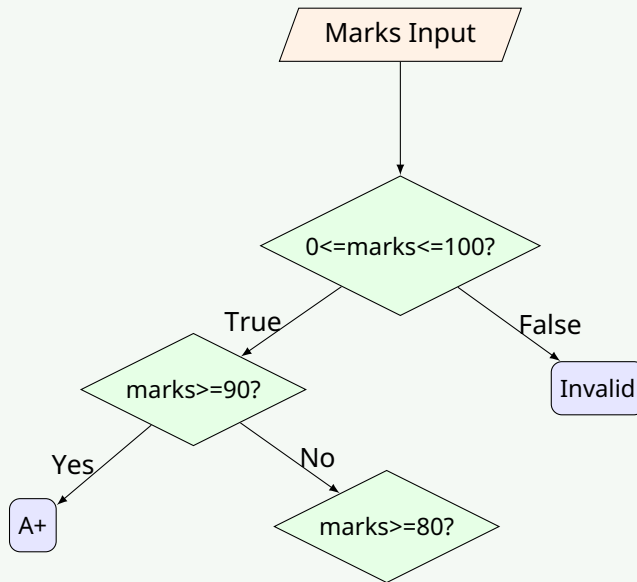 Marks Input
0<=marks<=100?
True
False
marks>=90?
Invalid
Yes
No
A+
marks>=80?